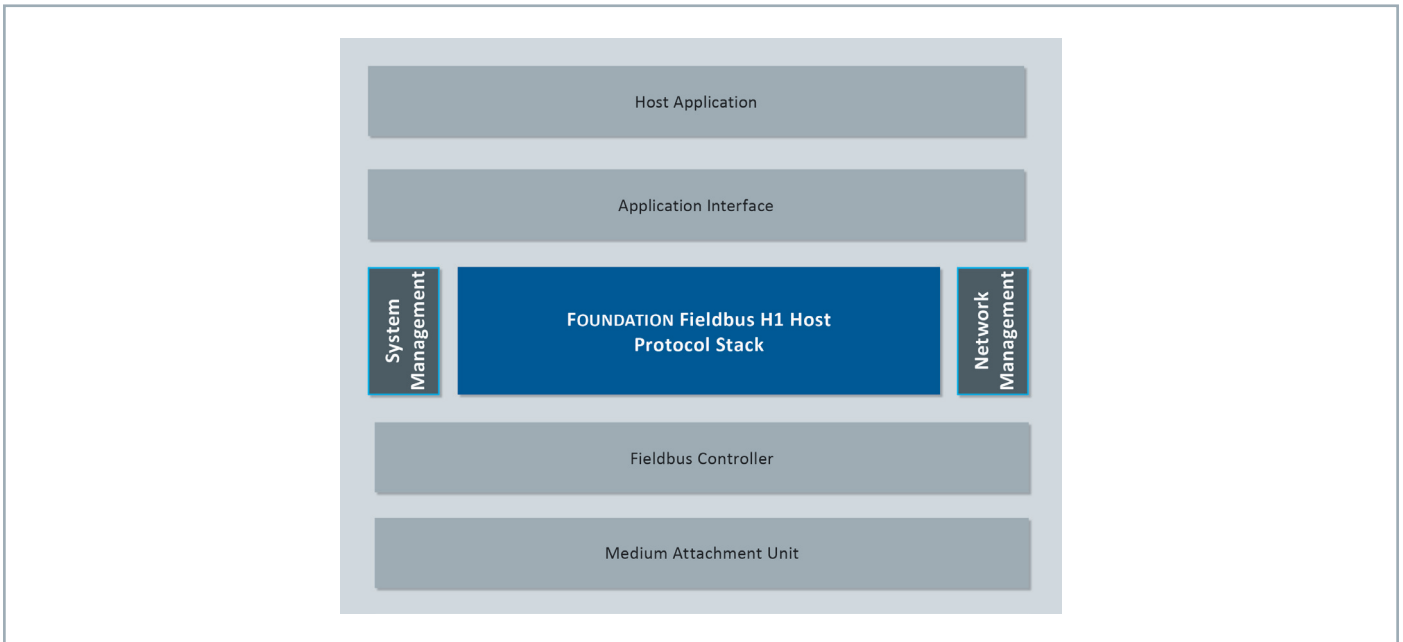 Host Application
Application Interface
System
Management
FOUNDATION Fieldbus H1 Host
Protocol Stack
Network
Management
Fieldbus Controller
Medium Attachment Unit